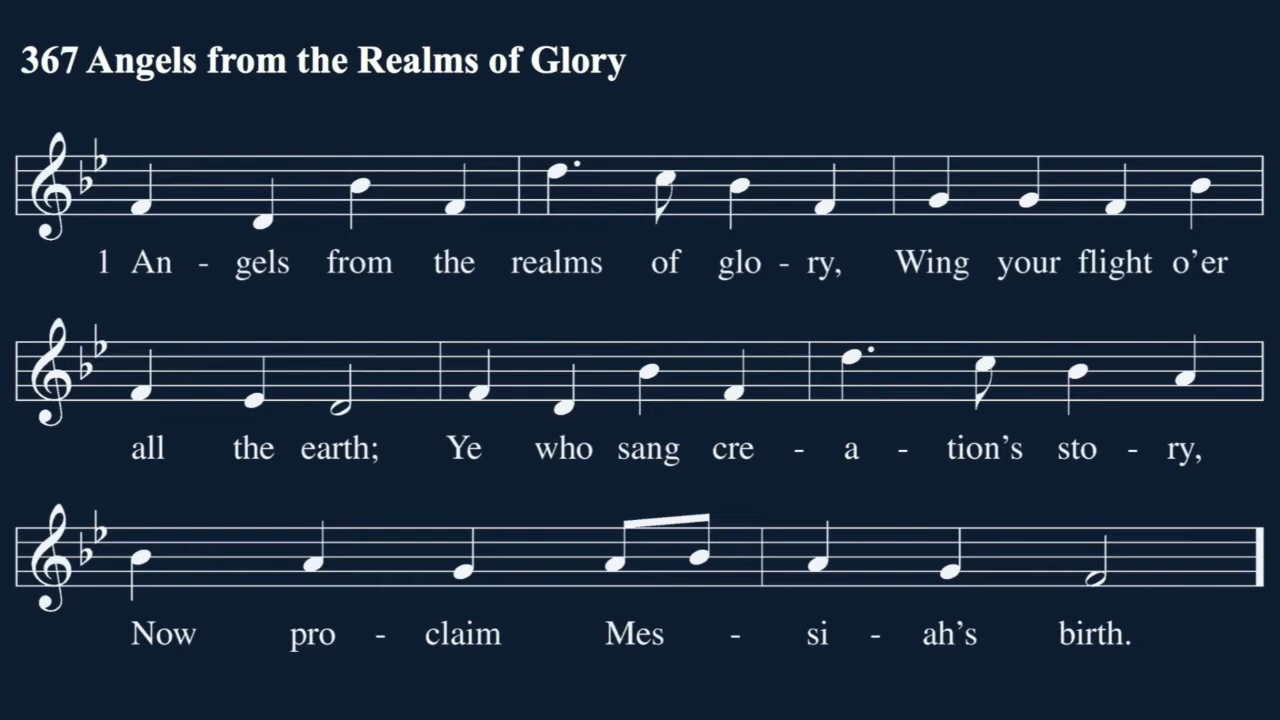 367 Angels from the Realms of Glory
1 An - gels from the realms of glo - ry, Wing your flight o’er
all the earth; Ye who sang cre - a - tion’s sto - ry,
Now pro - claim Mes - si - ah’s birth.